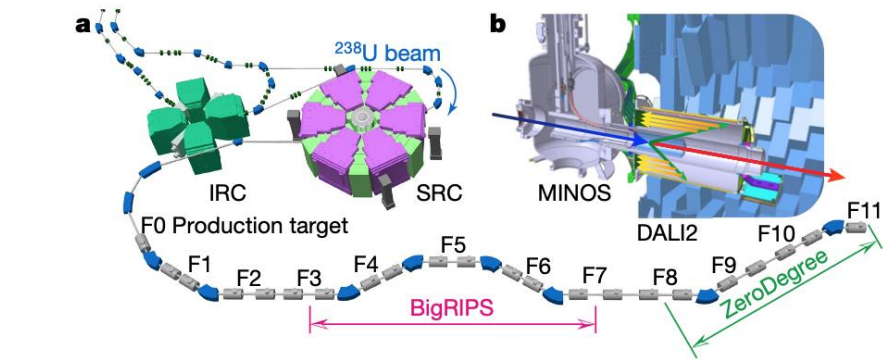 a
b
²³⁸U beam
IRC
SRC
MINOS
DALI2
F0 Production target
F1
F2
F3
F4
F5
F6
F7
F8
F9
F10
F11
BigRIPS
ZeroDegree